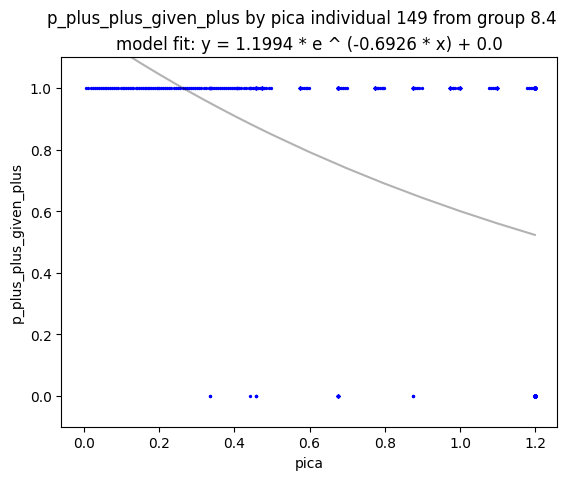 p_plus_plus_given_plus by pica individual 149 from group 8.4
model fit: y = 1.1994 * e ^ (-0.6926 * x) + 0.0
1.0
0.8
0.6
0.4
0.2
0.0
p_plus_plus_given_plus
0.0 0.2 0.4 0.6 0.8 1.0 1.2
pica